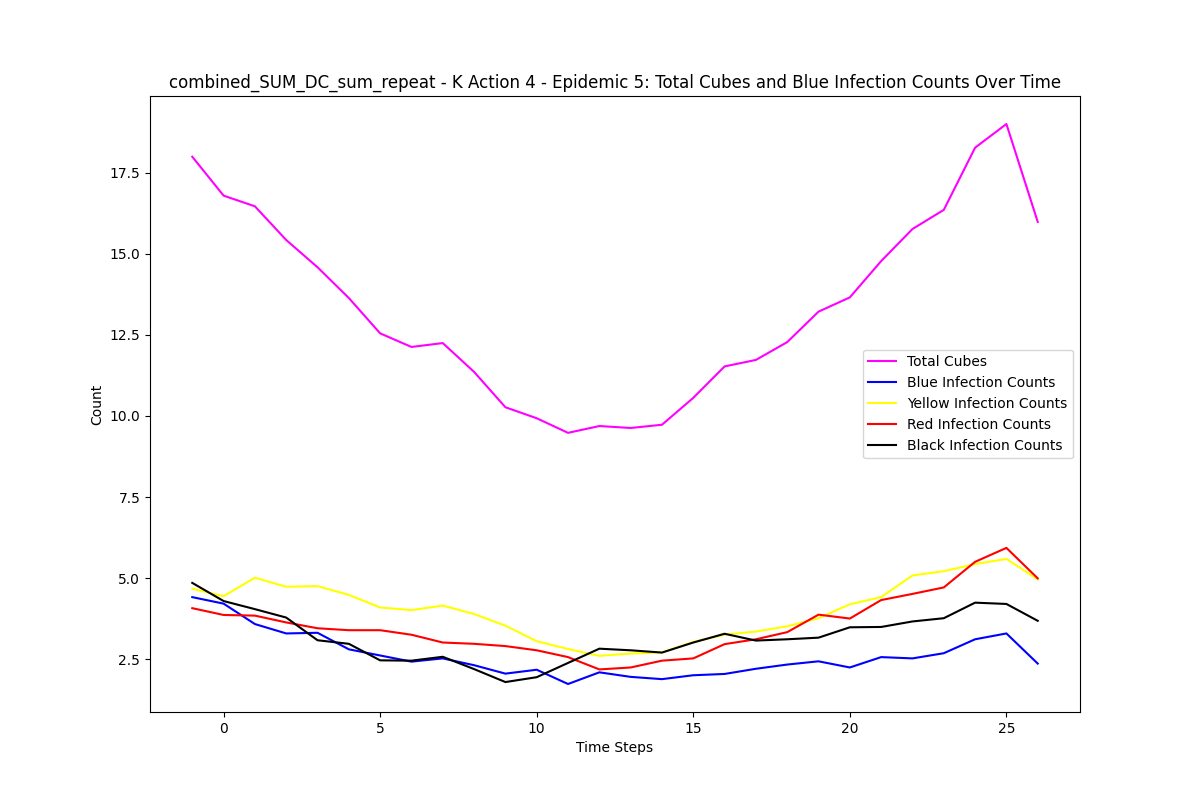 combined_SUM_DC_sum_repeat - K Action 4 - Epidemic 5: Total Cubes and Blue Infection Counts Over Time
17.5
15.0
12.5
10.0
7.5
5.0
2.5
Count
Total Cubes
Blue Infection Counts
Yellow Infection Counts
Red Infection Counts
Black Infection Counts
0 5 10 15 20 25
Time Steps